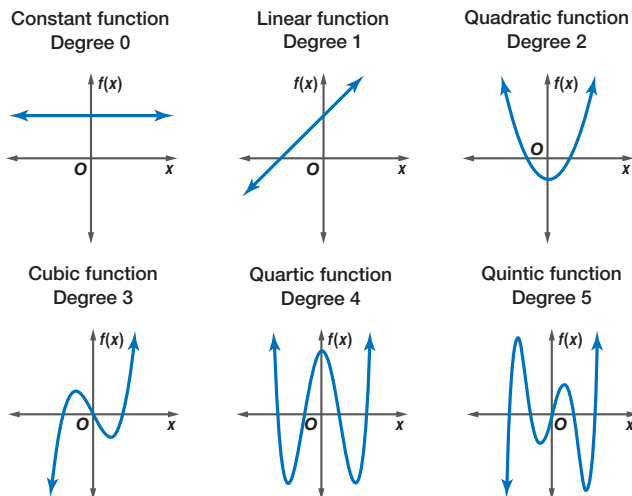 Constant function
Degree 0
f(x)
O
x
Linear function
Degree 1
f(x)
O
x
Quadratic function
Degree 2
f(x)
O
x
Cubic function
Degree 3
f(x)
O
x
Quartic function
Degree 4
f(x)
O
x
Quintic function
Degree 5
f(x)
O
x